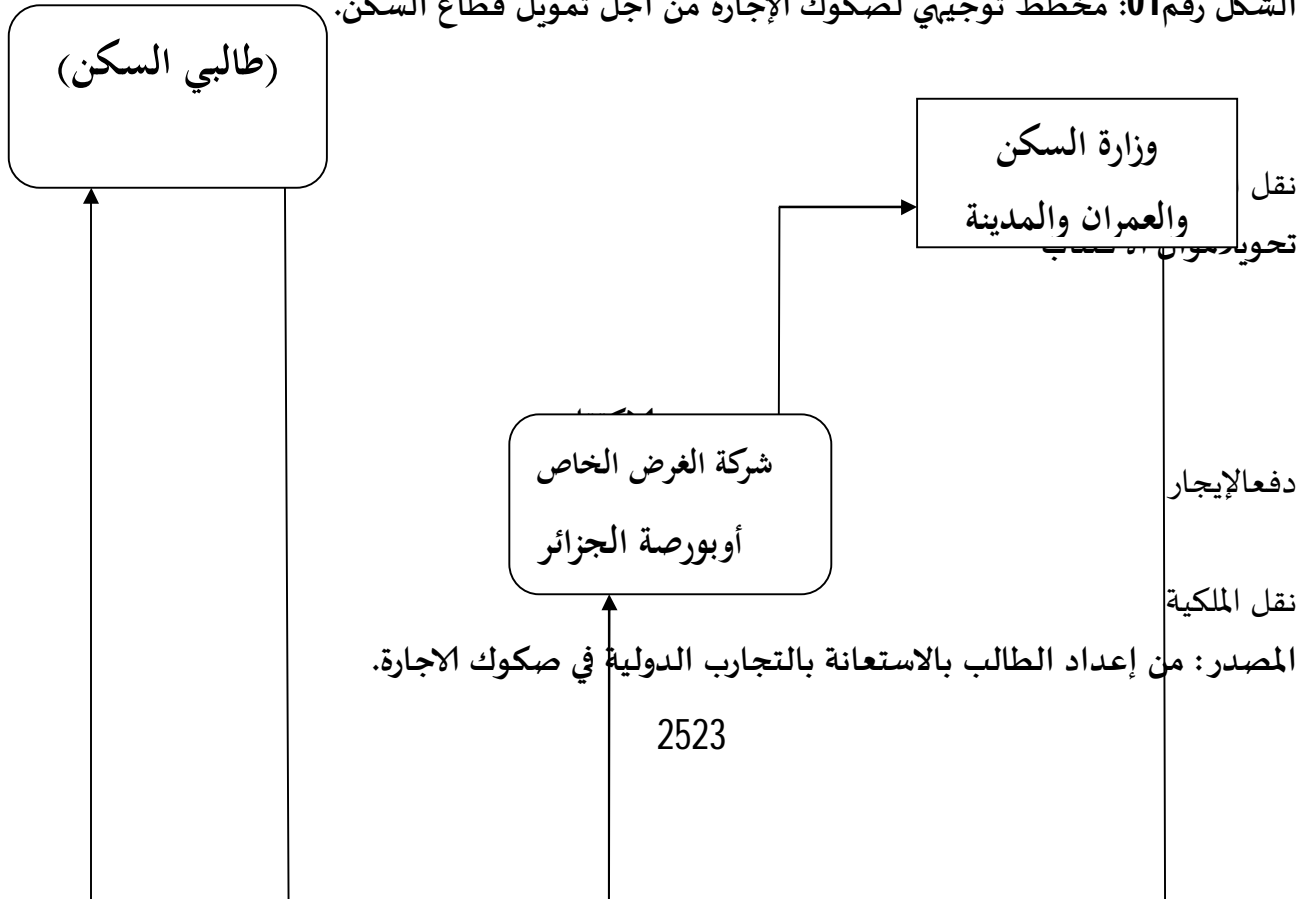 الشكل رقم01: مخطط توجيهي لصكوك الإجارة من أجل تمويل قطاع السكن.
(طالبي السكن)
وزارة السكن
والعمران والمدينة
نقل
شركة الغرض الخاص
أوبورصة الجزائر
دفعالإيجار
نقل الملكية
المصدر: من إعداد الطالب بالاستعانة بالتجارب الدولية في صكوك الاجارة.
2523